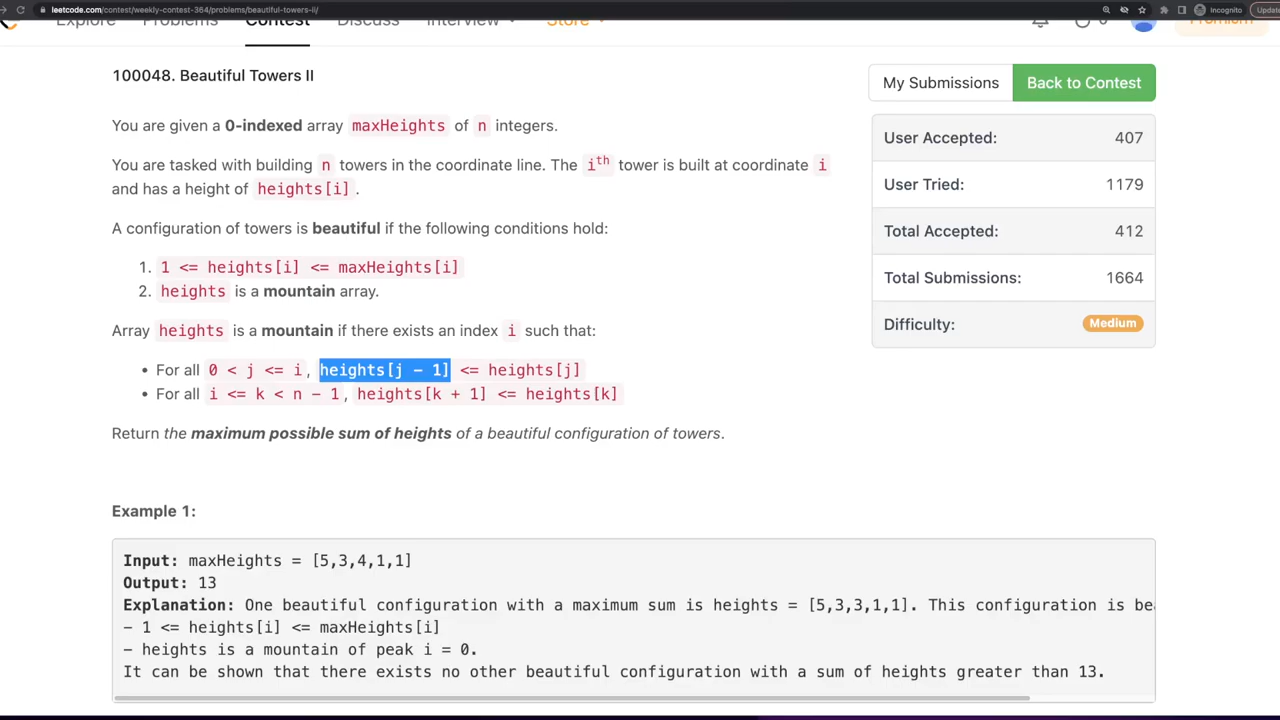 leetcode.com/contest/weekly-contest-364/problems/beautiful-towers-ii/
Incognito
Explore Problems Contest Discuss Interview Store Premium
100048. Beautiful Towers II
My Submissions Back to Contest
You are given a 0-indexed array maxHeights of n integers.
User Accepted: 407
You are tasked with building n towers in the coordinate line. The ith tower is built at coordinate i
and has a height of heights[i] .
User Tried: 1179
A configuration of towers is beautiful if the following conditions hold:
Total Accepted: 412
1. 1 <= heights[i] <= maxHeights[i]
2. heights is a mountain array.
Total Submissions: 1664
Array heights is a mountain if there exists an index i such that:
Difficulty: Medium
• For all 0 < j <= i, heights[j - 1] <= heights[j]
• For all i <= k < n - 1, heights[k + 1] <= heights[k]
Return the maximum possible sum of heights of a beautiful configuration of towers.
Example 1:
Input: maxHeights = [5,3,4,1,1]
Output: 13
Explanation: One beautiful configuration with a maximum sum is heights = [5,3,3,1,1]. This configuration is be
- 1 <= heights[i] <= maxHeights[i]
- heights is a mountain of peak i = 0.
It can be shown that there exists no other beautiful configuration with a sum of heights greater than 13.